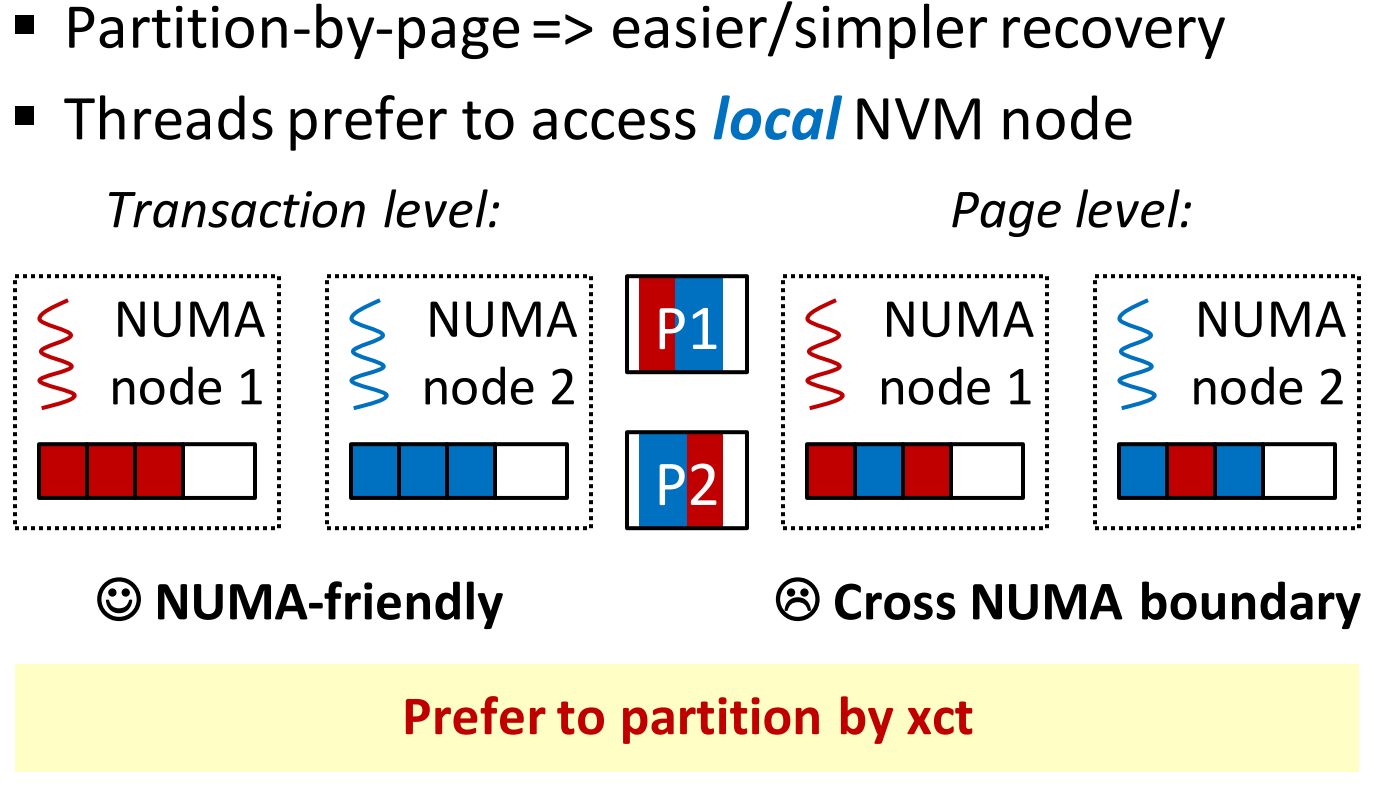 ▪ Partition-by-page => easier/simpler recovery
▪ Threads prefer to access local NVM node
Transaction level:
Page level:
NUMA
node 1
NUMA
node 2
P1
P2
NUMA
node 1
NUMA
node 2
☺ NUMA-friendly
☹ Cross NUMA boundary
Prefer to partition by xct